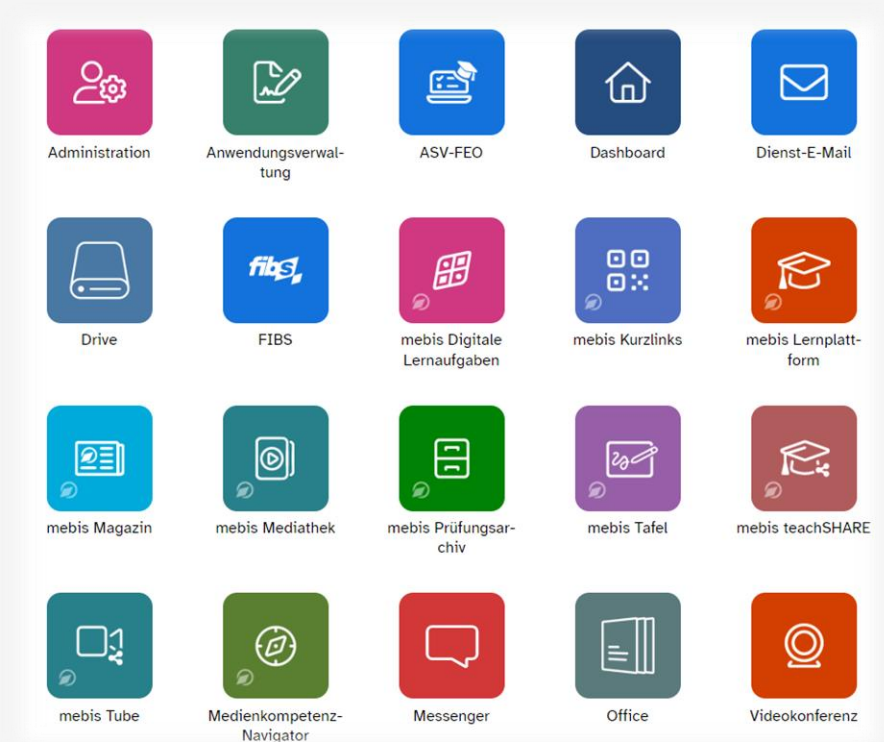 Administration
Anwendungsverwal-
tung
ASV-FEO
Dashboard
Dienst-E-Mail
fibs
Drive
FIBS
mebis Digitale
Lernaufgaben
mebis Kurzlinks
mebis Lernplatt-
form
mebis Magazin
mebis Mediathek
mebis Prüfungsar-
chiv
mebis Tafel
mebis teachSHARE
mebis Tube
Medienkompetenz-
Navigator
Messenger
Office
Videokonferenz